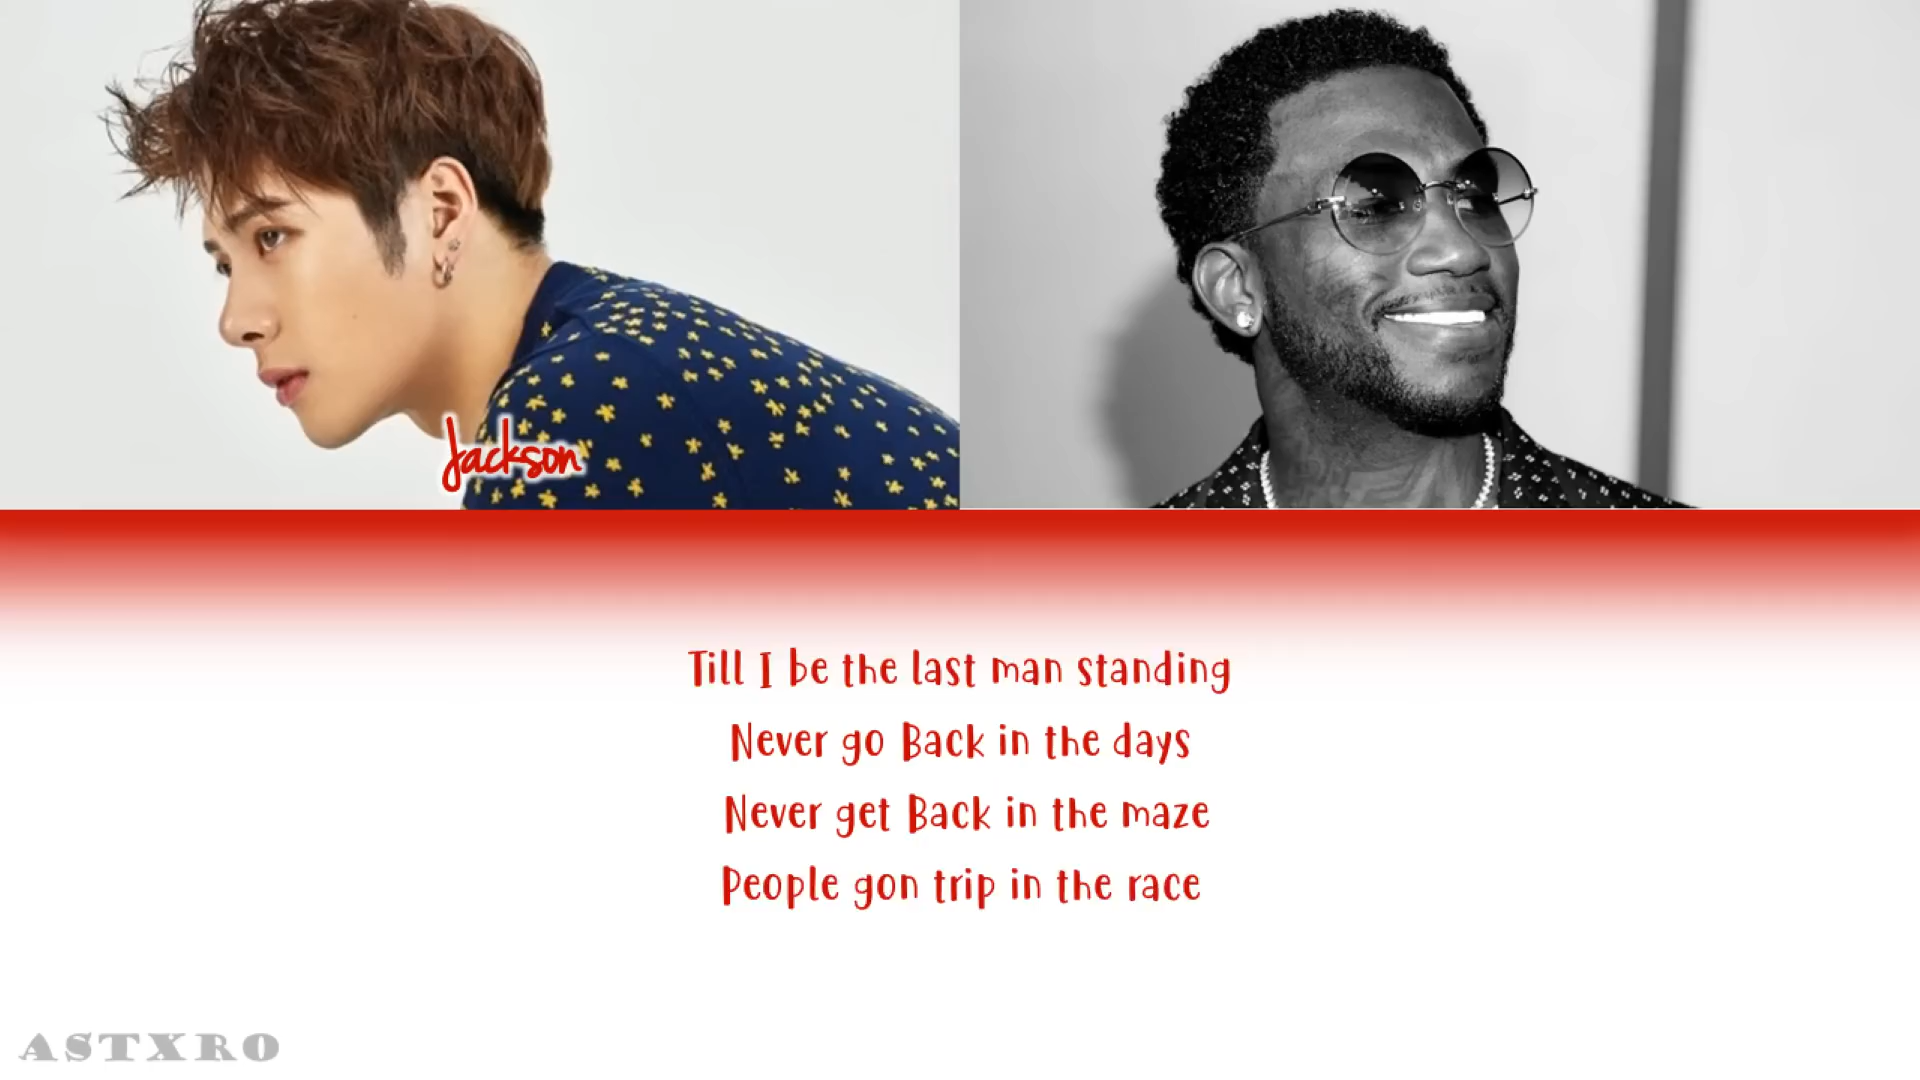 Jackson
Till I be the last man standing
Never go Back in the days
Never get Back in the maze
People gon trip in the race
ASTXRO